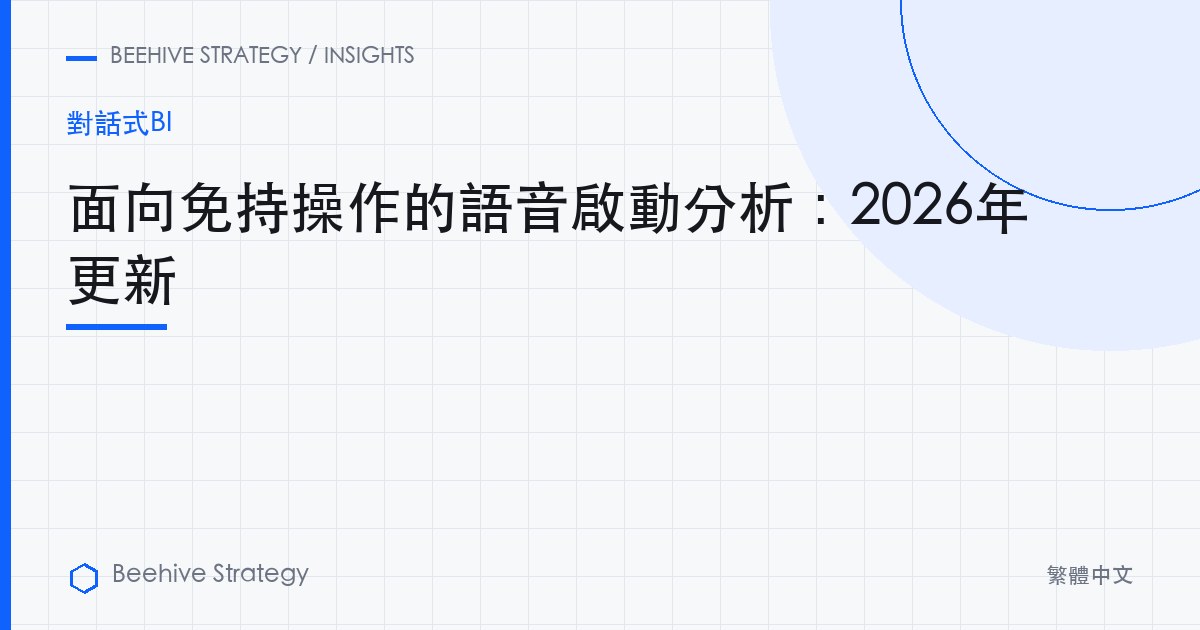 BEEHIVE STRATEGY / INSIGHTS
對話式BI
面向免持操作的語音啟動分析：2026年
更新
Beehive Strategy
繁體中文